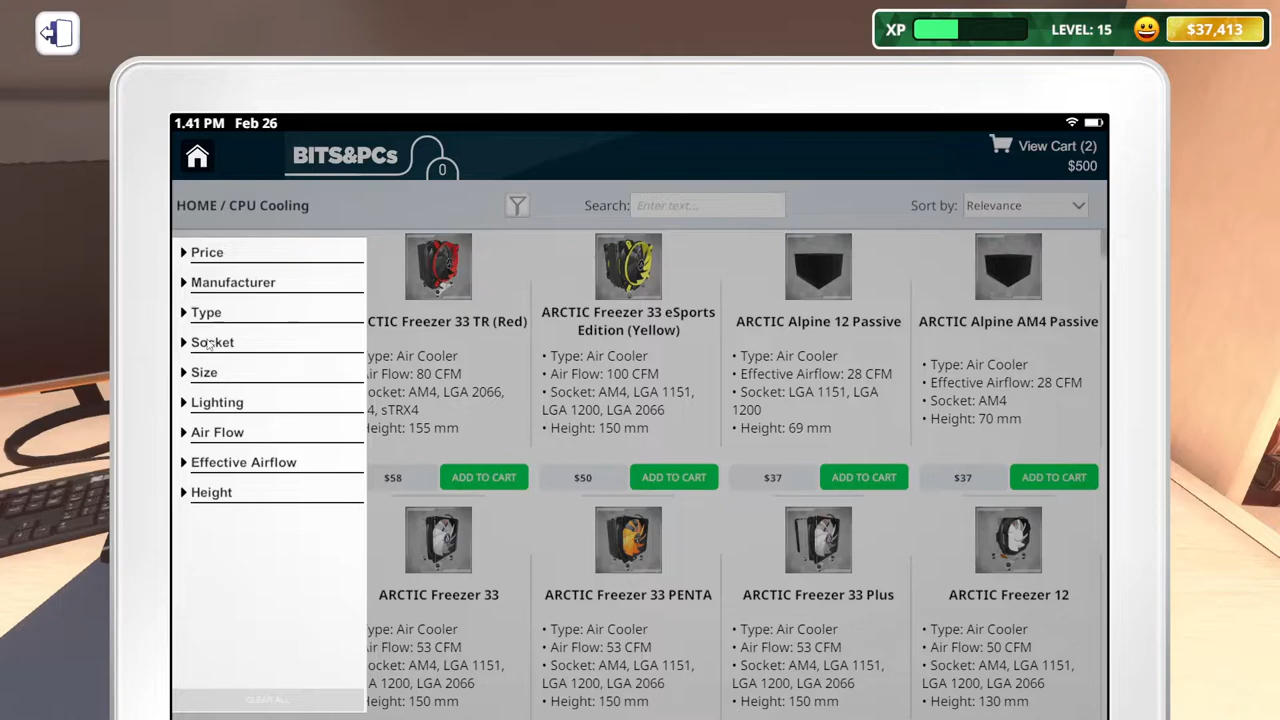 XP LEVEL: 15 $37,413
1.41 PM Feb 26
BITS&PCs 0
View Cart (2)
$500
HOME / CPU Cooling
Search: Enter text...
Sort by: Relevance
Price
Manufacturer
Type
Socket
Size
Lighting
Air Flow
Effective Airflow
Height
CLEAR ALL
CTIC Freezer 33 TR (Red)
ype: Air Cooler
ir Flow: 80 CFM
ocket: AM4, LGA 2066,
4, sTRX4
eight: 155 mm
$58 ADD TO CART
ARCTIC Freezer 33 eSports
Edition (Yellow)
• Type: Air Cooler
• Air Flow: 100 CFM
• Socket: AM4, LGA 1151,
LGA 1200, LGA 2066
• Height: 150 mm
$50 ADD TO CART
ARCTIC Alpine 12 Passive
• Type: Air Cooler
• Effective Airflow: 28 CFM
• Socket: LGA 1151, LGA
1200
• Height: 69 mm
$37 ADD TO CART
ARCTIC Alpine AM4 Passive
• Type: Air Cooler
• Effective Airflow: 28 CFM
• Socket: AM4
• Height: 70 mm
$37 ADD TO CART
ARCTIC Freezer 33
ype: Air Cooler
ir Flow: 53 CFM
ocket: AM4, LGA 1151,
GA 1200, LGA 2066
eight: 150 mm
ARCTIC Freezer 33 PENTA
• Type: Air Cooler
• Air Flow: 53 CFM
• Socket: AM4, LGA 1151,
LGA 1200, LGA 2066
• Height: 150 mm
ARCTIC Freezer 33 Plus
• Type: Air Cooler
• Air Flow: 53 CFM
• Socket: AM4, LGA 1151,
LGA 1200, LGA 2066
• Height: 150 mm
ARCTIC Freezer 12
• Type: Air Cooler
• Air Flow: 50 CFM
• Socket: AM4, LGA 1151,
LGA 1200, LGA 2066
• Height: 130 mm